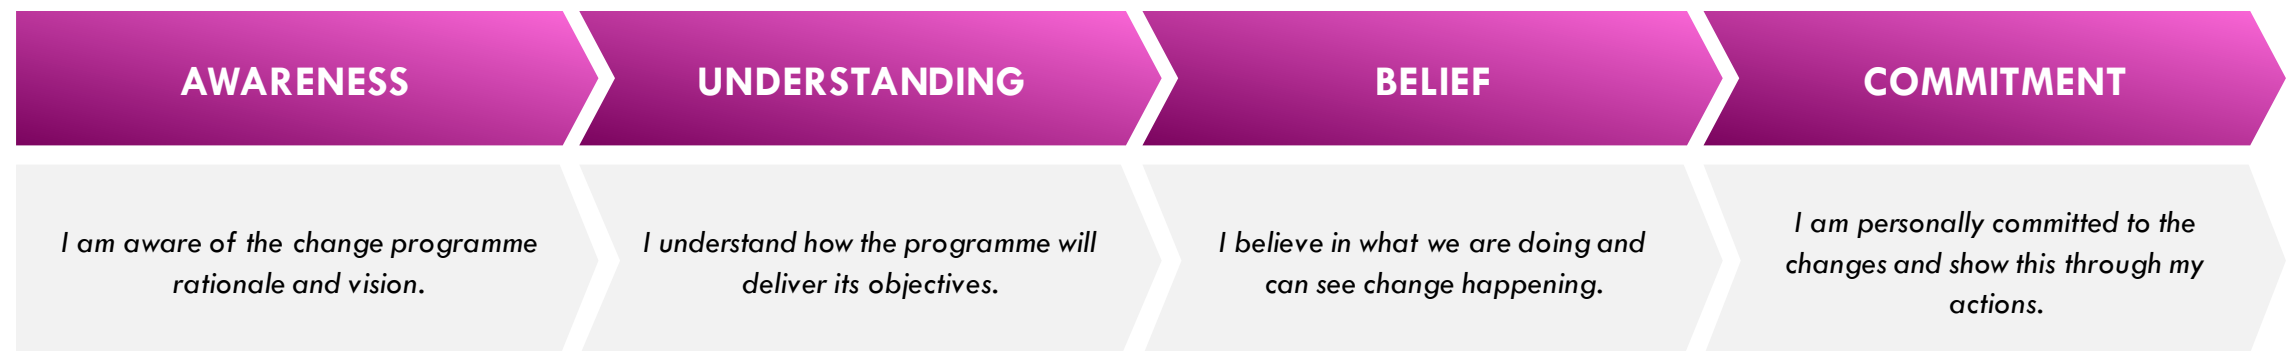 AWARENESS
UNDERSTANDING
BELIEF
COMMITMENT
I am aware of the change programme
rationale and vision.
I understand how the programme will
deliver its objectives.
I believe in what we are doing and
can see change happening.
I am personally committed to the
changes and show this through my
actions.